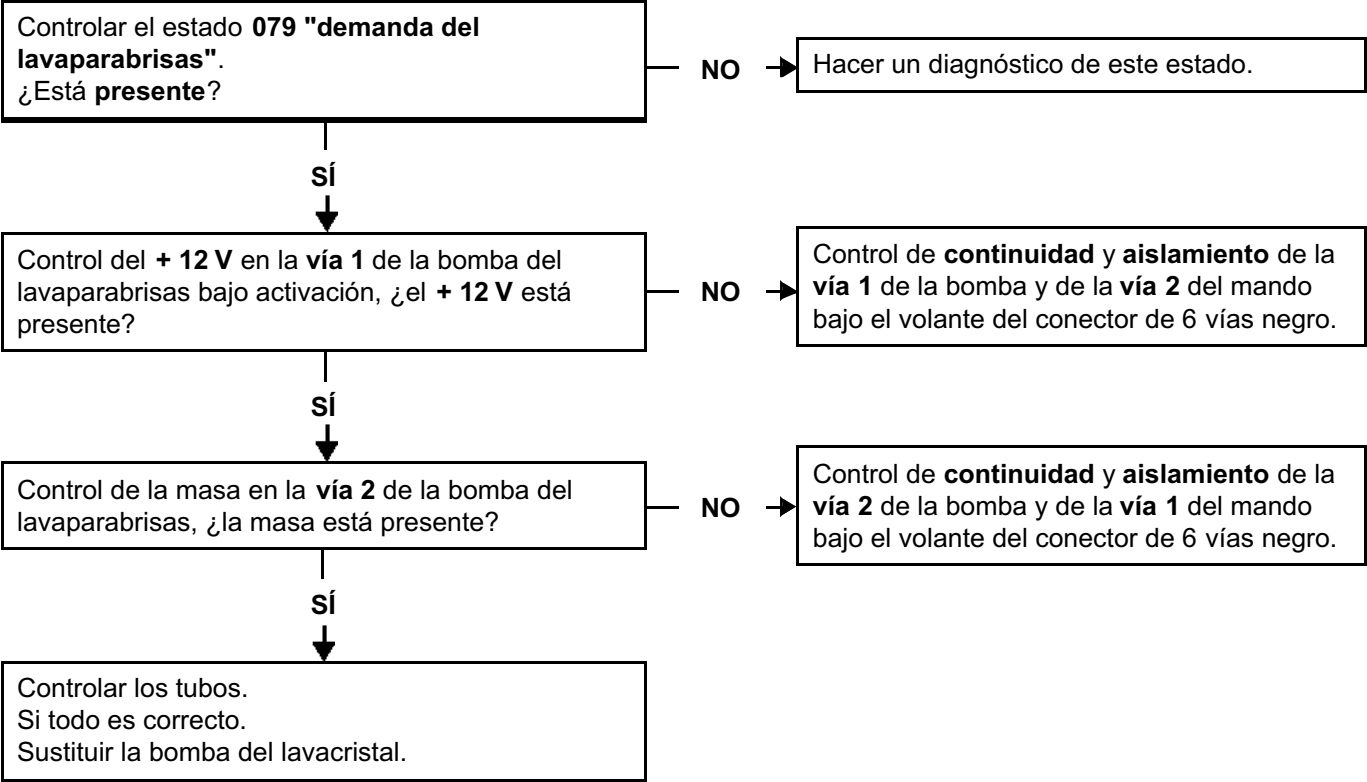 Controlar el estado 079 "demanda del
lavaparabrisas".
¿Está presente?
NO
Hacer un diagnóstico de este estado.
SÍ
Control del + 12 V en la vía 1 de la bomba del
lavaparabrisas bajo activación, ¿el + 12 V está
presente?
NO
Control de continuidad y aislamiento de la
vía 1 de la bomba y de la vía 2 del mando
bajo el volante del conector de 6 vías negro.
SÍ
Control de la masa en la vía 2 de la bomba del
lavaparabrisas, ¿la masa está presente?
NO
Control de continuidad y aislamiento de la
vía 2 de la bomba y de la vía 1 del mando
bajo el volante del conector de 6 vías negro.
SÍ
Controlar los tubos.
Si todo es correcto.
Sustituir la bomba del lavacristal.